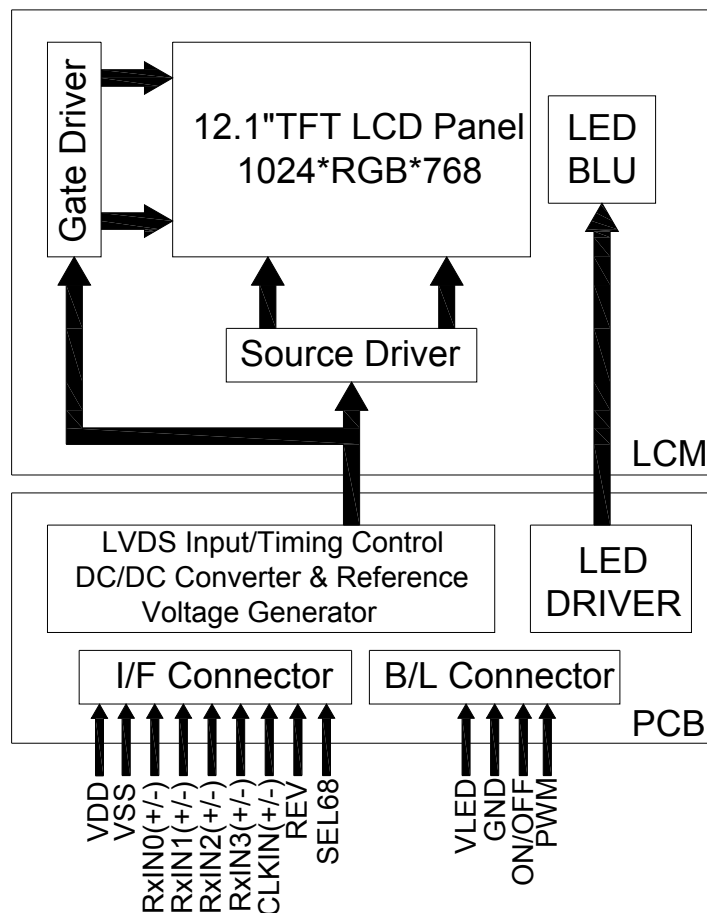 Gate Driver
12.1"TFT LCD Panel
1024*RGB*768
LED
BLU
Source Driver
LCM
LVDS Input/Timing Control
DC/DC Converter & Reference
Voltage Generator
LED
DRIVER
I/F Connector
B/L Connector
PCB
VDD
VSS
RxIN0(+/-)
RxIN1(+/-)
RxIN2(+/-)
RxIN3(+/-)
CLKIN(+/-)
REV
SEL68
VLED
GND
ON/OFF
PWM